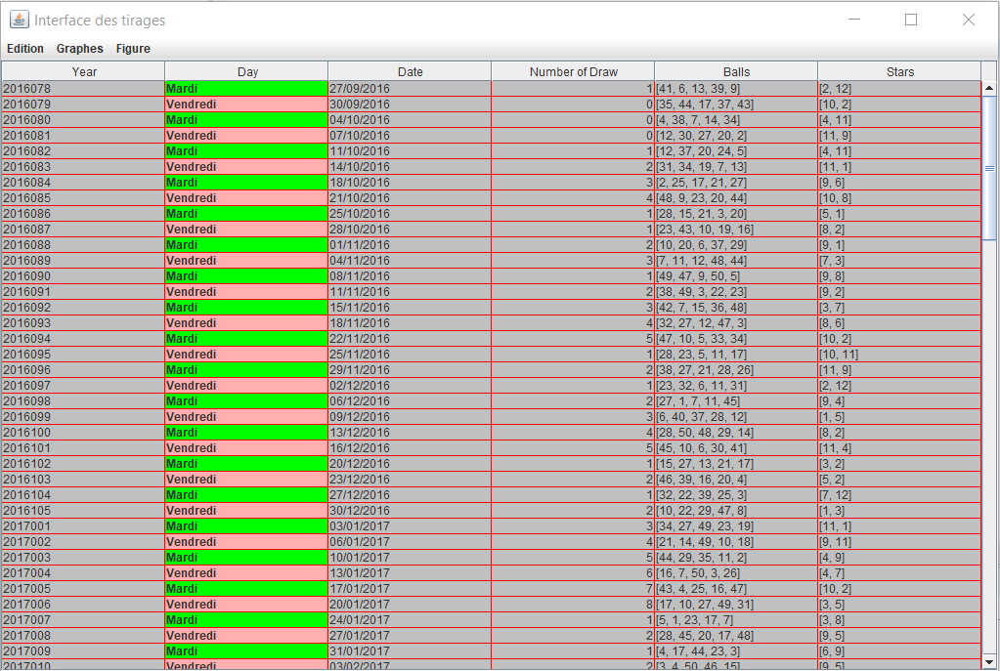 Interface des tirages
Edition Graphes Figure
Year Day Date Number of Draw Balls Stars
2016078 Mardi 27/09/2016 1 [41, 6, 13, 39, 9] [2, 12]
2016079 Vendredi 30/09/2016 0 [35, 44, 17, 37, 43] [10, 2]
2016080 Mardi 04/10/2016 0 [4, 38, 7, 14, 34] [4, 11]
2016081 Vendredi 07/10/2016 0 [12, 30, 27, 20, 2] [11, 9]
2016082 Mardi 11/10/2016 1 [12, 37, 20, 24, 5] [4, 11]
2016083 Vendredi 14/10/2016 2 [31, 34, 19, 7, 13] [11, 1]
2016084 Mardi 18/10/2016 3 [2, 25, 17, 21, 27] [9, 6]
2016085 Vendredi 21/10/2016 4 [48, 9, 23, 20, 44] [10, 8]
2016086 Mardi 25/10/2016 1 [28, 15, 21, 3, 20] [5, 1]
2016087 Vendredi 28/10/2016 1 [23, 43, 10, 19, 16] [8, 2]
2016088 Mardi 01/11/2016 2 [10, 20, 6, 37, 29] [9, 1]
2016089 Vendredi 04/11/2016 3 [7, 11, 12, 48, 44] [7, 3]
2016090 Mardi 08/11/2016 1 [49, 47, 9, 50, 5] [9, 8]
2016091 Vendredi 11/11/2016 2 [38, 49, 3, 22, 23] [9, 2]
2016092 Mardi 15/11/2016 3 [42, 7, 15, 36, 48] [3, 7]
2016093 Vendredi 18/11/2016 4 [32, 27, 12, 47, 3] [8, 6]
2016094 Mardi 22/11/2016 5 [47, 10, 5, 33, 34] [10, 2]
2016095 Vendredi 25/11/2016 1 [28, 23, 5, 11, 17] [10, 11]
2016096 Mardi 29/11/2016 2 [38, 27, 21, 28, 26] [11, 9]
2016097 Vendredi 02/12/2016 1 [23, 32, 6, 11, 31] [2, 12]
2016098 Mardi 06/12/2016 2 [27, 1, 7, 11, 45] [9, 4]
2016099 Vendredi 09/12/2016 3 [6, 40, 37, 28, 12] [1, 5]
2016100 Mardi 13/12/2016 4 [28, 50, 48, 29, 14] [8, 2]
2016101 Vendredi 16/12/2016 5 [45, 10, 6, 30, 41] [11, 4]
2016102 Mardi 20/12/2016 1 [15, 27, 13, 21, 17] [3, 2]
2016103 Vendredi 23/12/2016 2 [46, 39, 16, 20, 4] [5, 2]
2016104 Mardi 27/12/2016 1 [32, 22, 39, 25, 3] [7, 12]
2016105 Vendredi 30/12/2016 2 [10, 22, 29, 47, 8] [1, 3]
2017001 Mardi 03/01/2017 3 [34, 27, 49, 23, 19] [11, 1]
2017002 Vendredi 06/01/2017 4 [21, 14, 49, 10, 18] [9, 11]
2017003 Mardi 10/01/2017 5 [44, 29, 35, 11, 2] [4, 9]
2017004 Vendredi 13/01/2017 6 [16, 7, 50, 3, 26] [4, 7]
2017005 Mardi 17/01/2017 7 [43, 4, 25, 16, 47] [10, 2]
2017006 Vendredi 20/01/2017 8 [17, 10, 27, 49, 31] [3, 5]
2017007 Mardi 24/01/2017 1 [5, 1, 23, 17, 7] [3, 8]
2017008 Vendredi 27/01/2017 2 [28, 45, 20, 17, 48] [9, 5]
2017009 Mardi 31/01/2017 1 [4, 17, 44, 23, 3] [6, 9]
2017010 Vendredi 03/02/2017 2 [3, 4, 50, 46, 15] [9, 5]